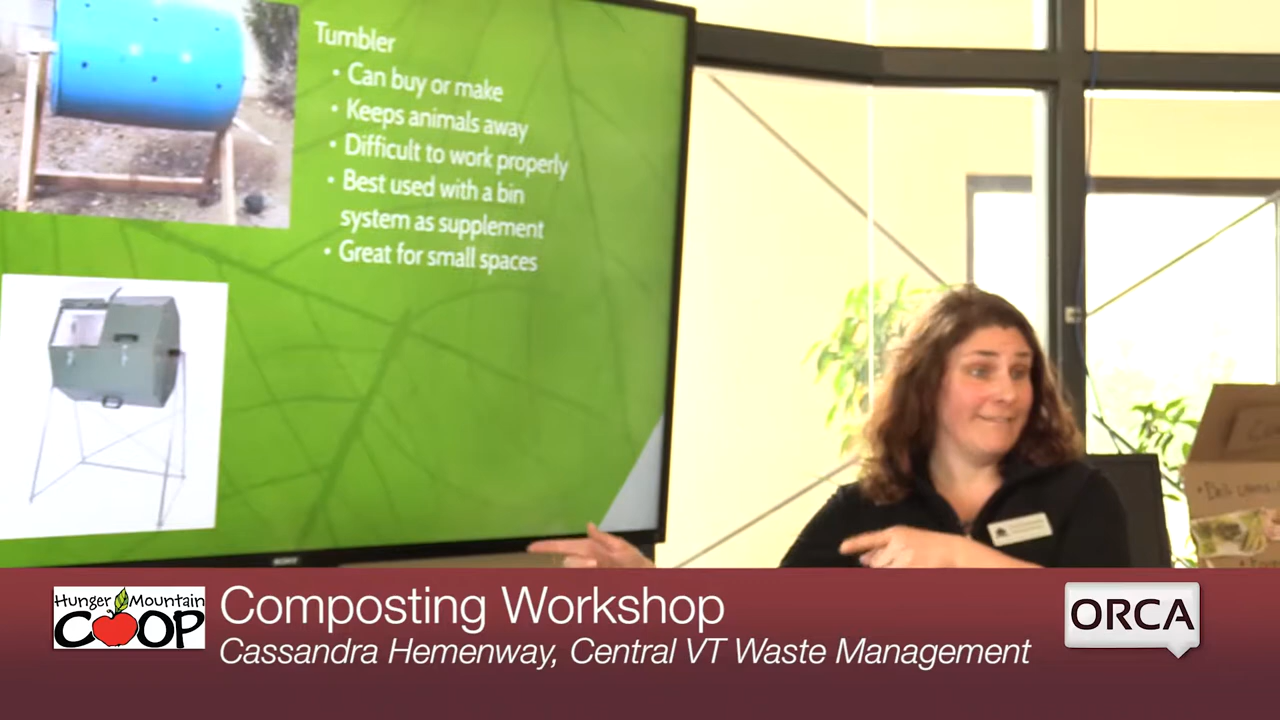 Tumbler
• Can buy or make
• Keeps animals away
• Difficult to work properly
• Best used with a bin
system as supplement
• Great for small spaces
SONY
Hunger Mountain
COOP
Composting Workshop
Cassandra Hemenway, Central VT Waste Management
ORCA